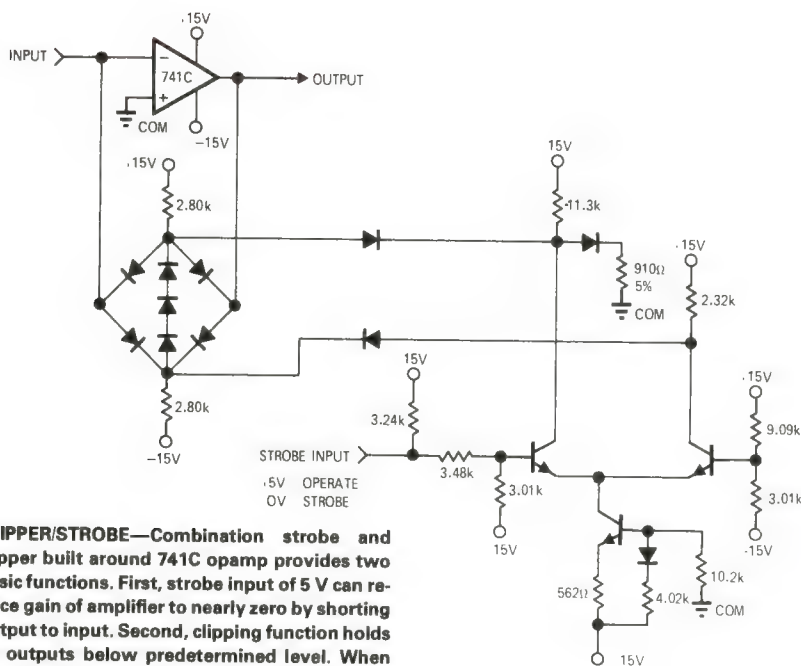 .15V
INPUT
−
741C
+
OUTPUT
COM
−15V
.15V
2.80k
15V
-11.3k
910Ω
5%
COM
.15V
2.32k
2.80k
−15V
15V
3.24k
STROBE INPUT
.5V OPERATE
0V STROBE
3.48k
3.01k
15V
.15V
9.09k
3.01k
-15V
562Ω
4.02k
10.2k
COM
15V
IPPER/STROBE—Combination strobe and
pper built around 741C opamp provides two
sic functions. First, strobe input of 5 V can re-
ce gain of amplifier to nearly zero by shorting
tput to input. Second, clipping function holds
outputs below predetermined level. When